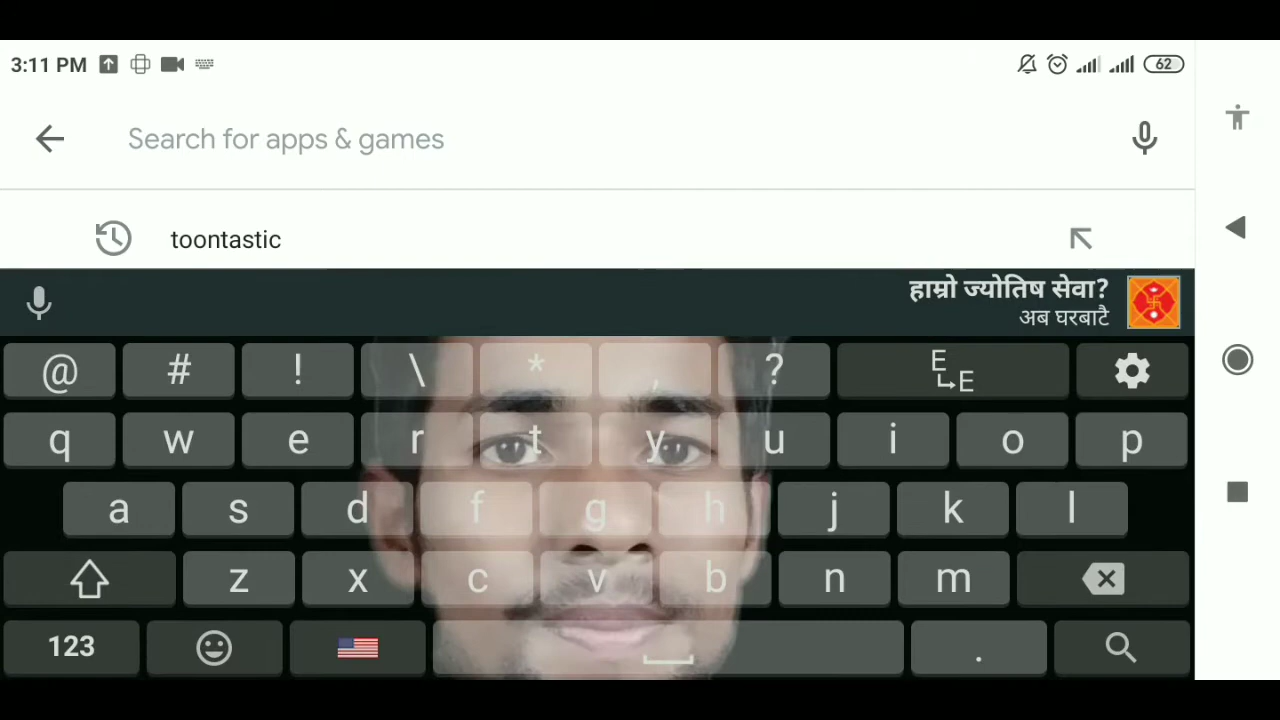 3:11 PM
62
Search for apps & games
toontastic
हाम्रो ज्योतिष सेवा?
अब घरबाटै
@ # ! \ * , ? E E
q w e r t y u i o p
a s d f g h j k l
z x c v b n m
123 .